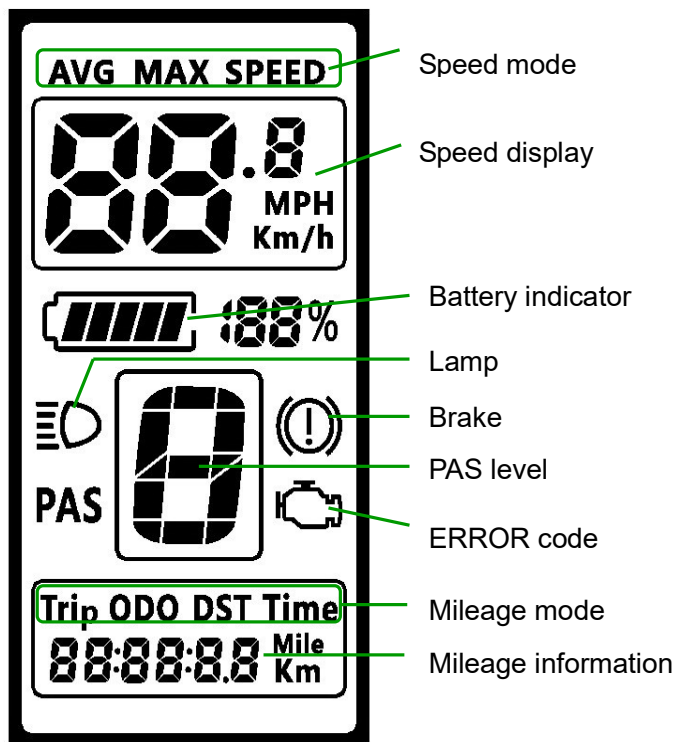 AVG MAX SPEED
Speed mode
88.8
MPH
Km/h
Speed display
188%
Battery indicator
Lamp
Brake
8
PAS level
PAS
ERROR code
Trip ODO DST Time
Mileage mode
88:88:8.8
Mile
Km
Mileage information